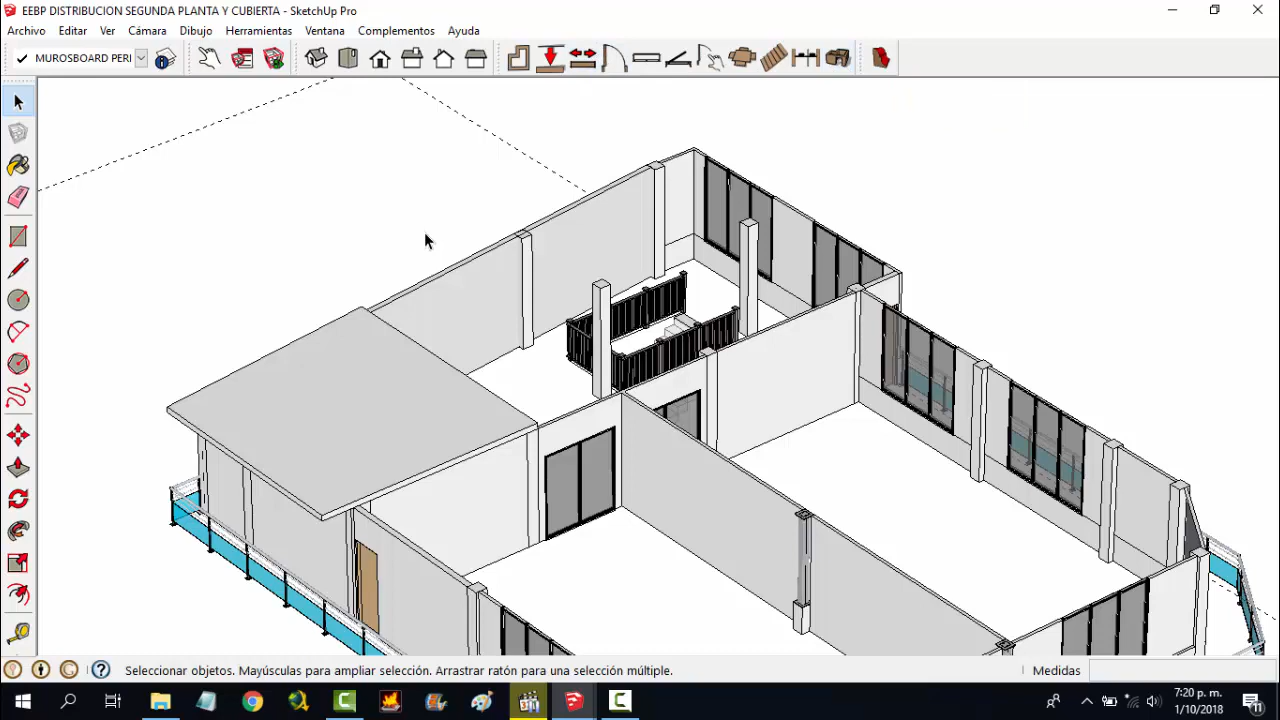 EEBP DISTRIBUCION SEGUNDA PLANTA Y CUBIERTA - SketchUp Pro
Archivo Editar Ver Cámara Dibujo Herramientas Ventana Complementos Ayuda
MUROSBOARD PERI
Seleccionar objetos. Mayúsculas para ampliar selección. Arrastrar ratón para una selección múltiple.
Medidas
7:20 p. m.
1/10/2018
11